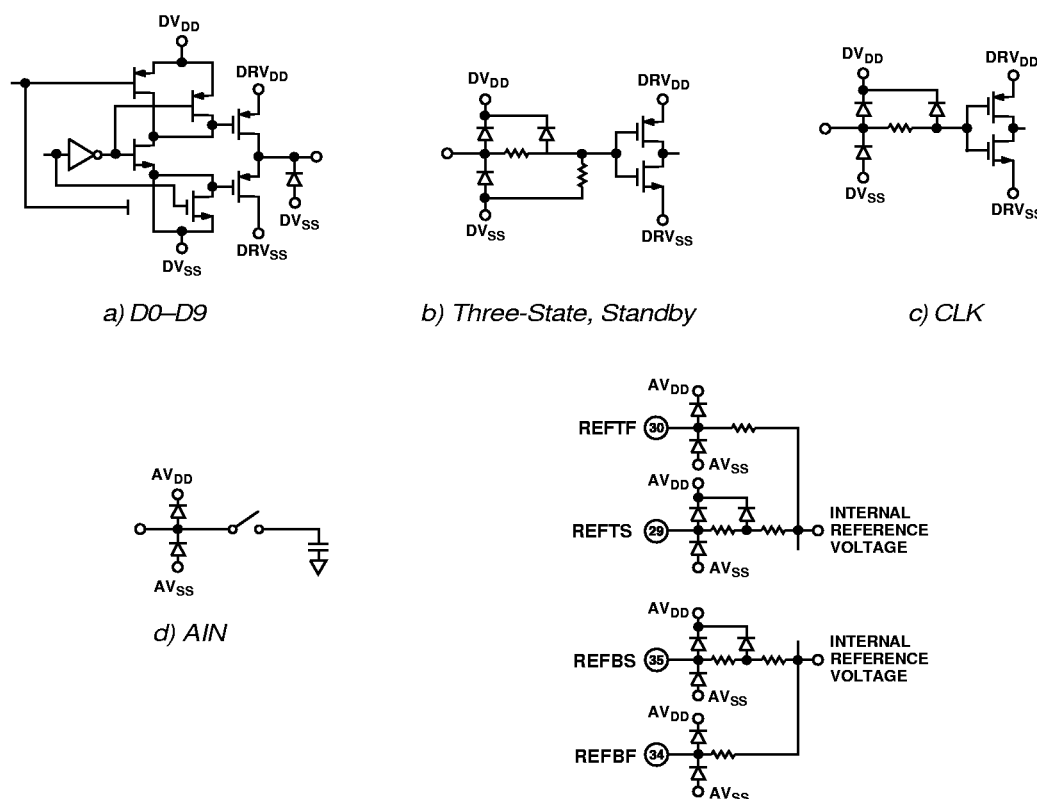 DVDD
DRVDD
DVSS
DVSS
DRVSS
a) D0–D9
DVDD
DRVDD
DVSS
DRVSS
b) Three-State, Standby
DVDD
DRVDD
DVSS
DRVSS
c) CLK
AVDD
AVSS
d) AIN
AVDD
REFTF 30
AVSS
AVDD
REFTS 29
AVSS
INTERNAL
REFERENCE
VOLTAGE
AVDD
REFBS 35
AVSS
INTERNAL
REFERENCE
VOLTAGE
AVDD
REFBF 34
AVSS